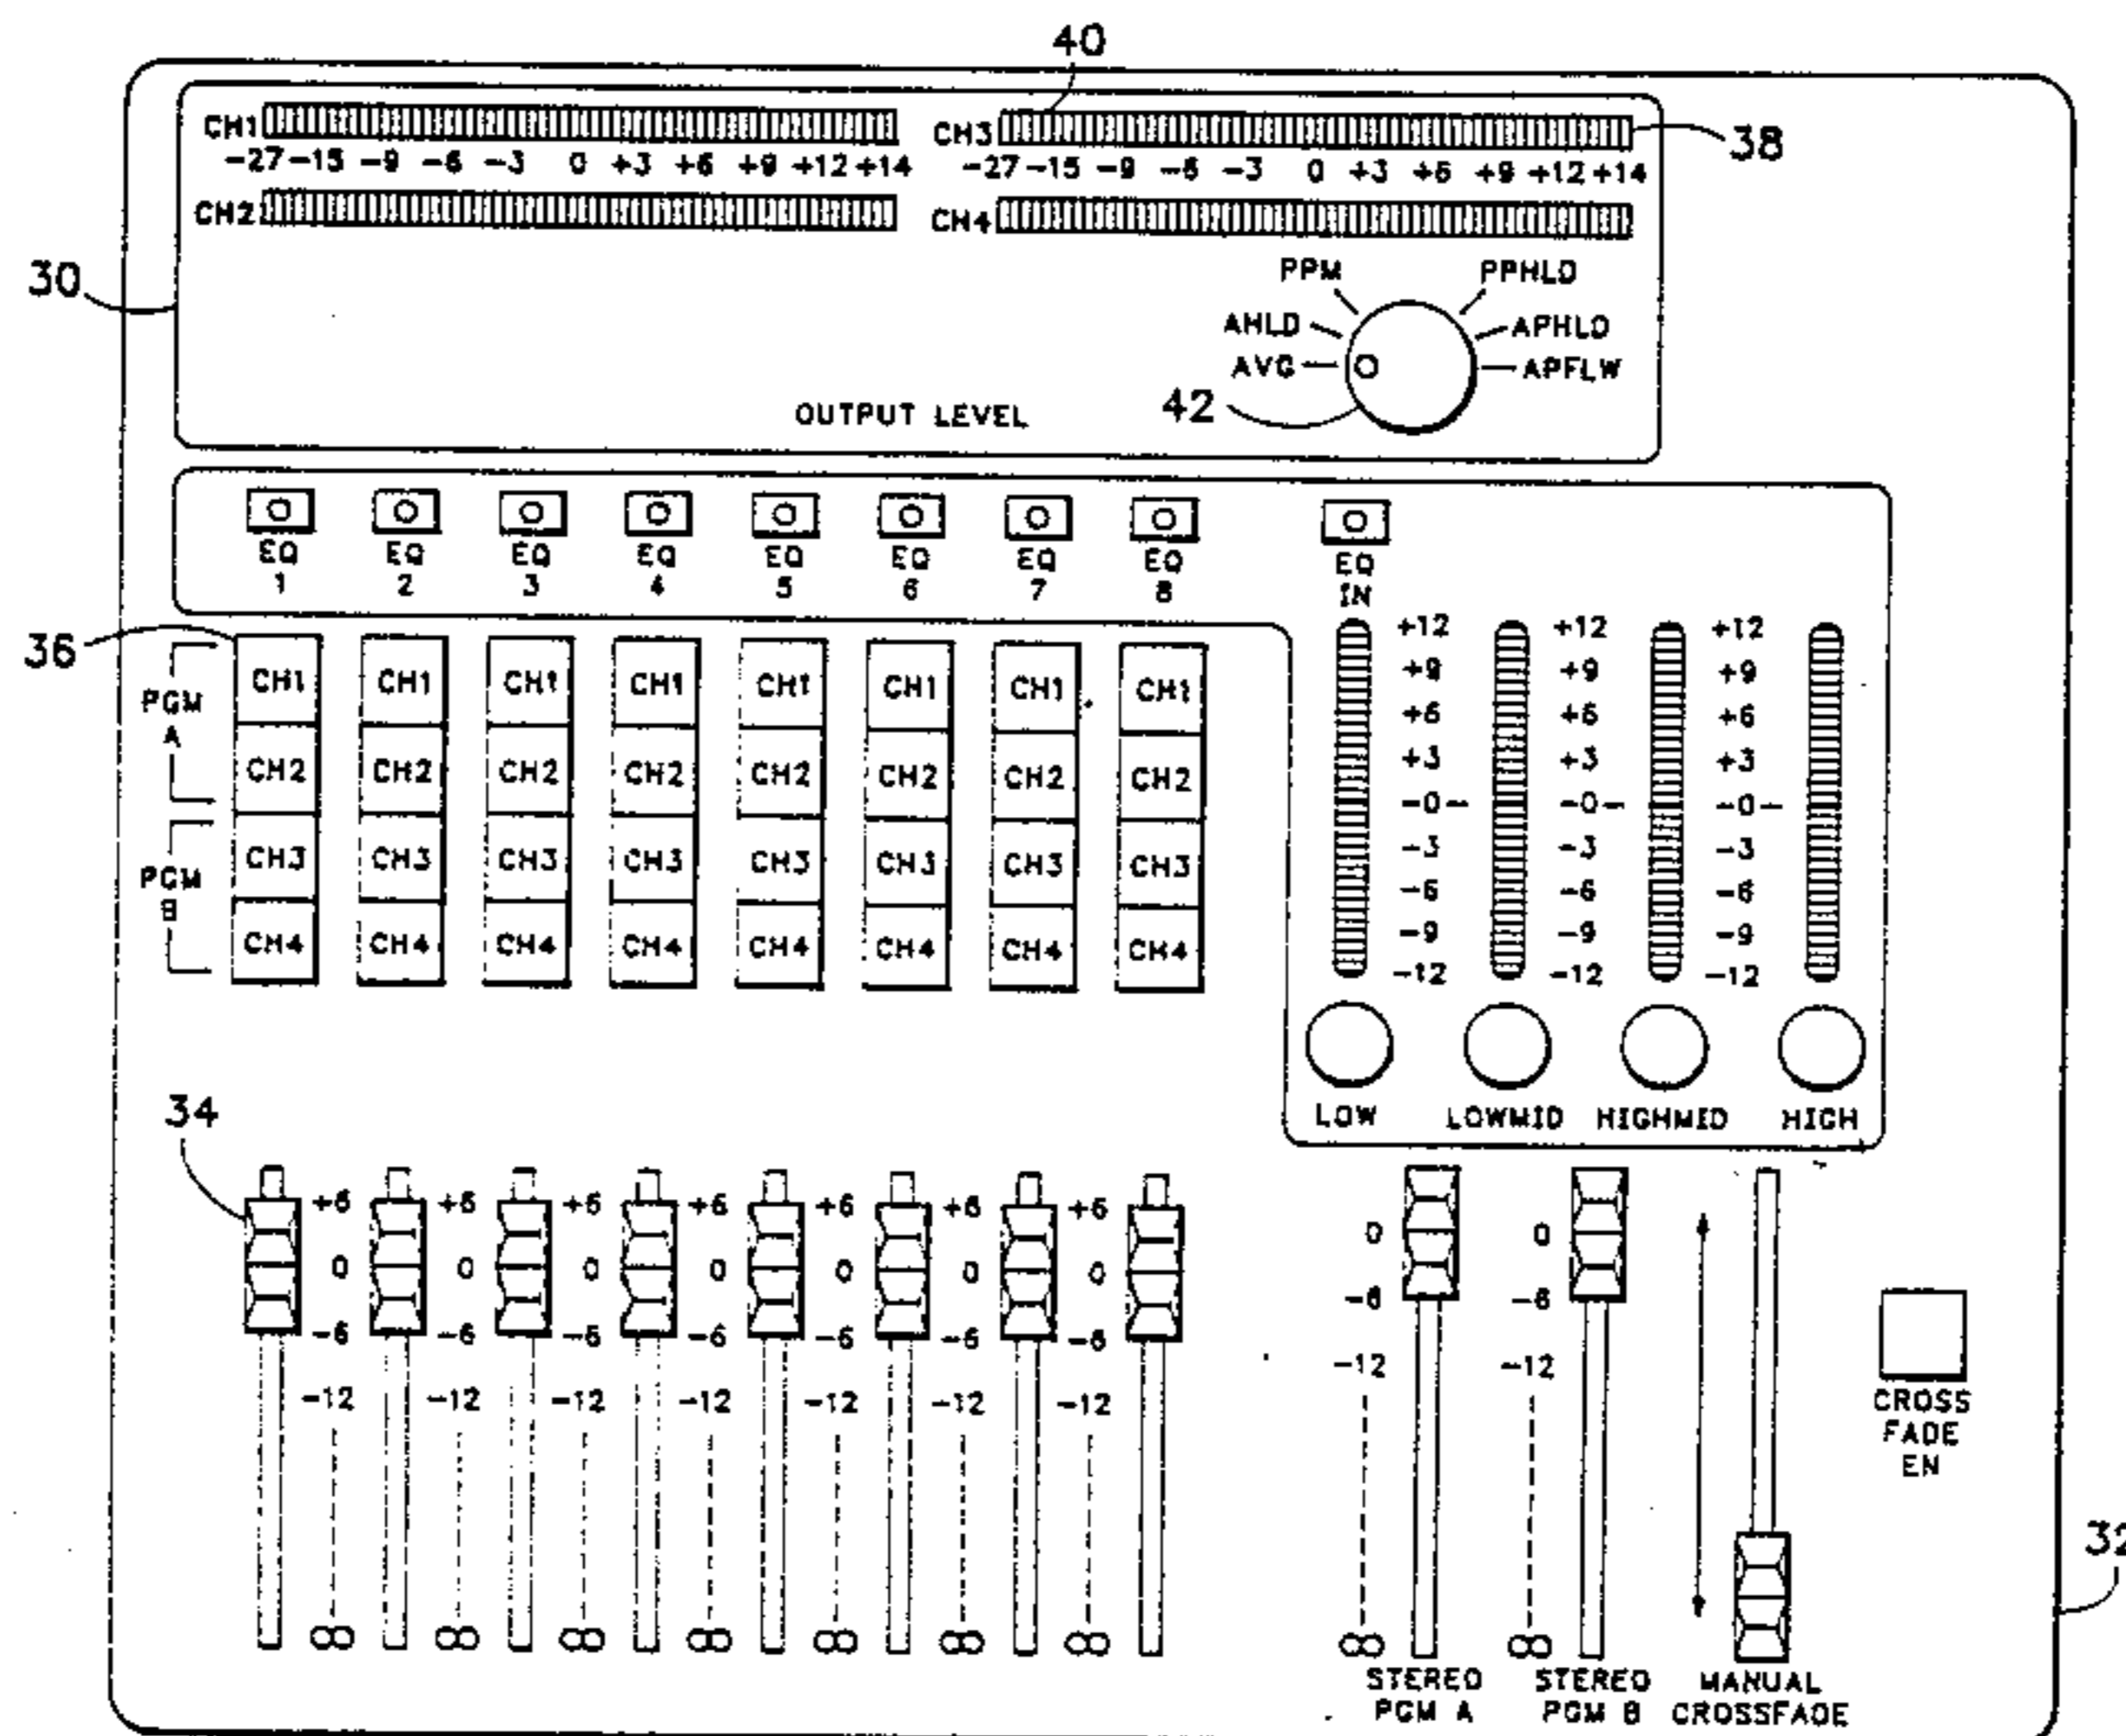 40
CH1 CH3 38
-27 -15 -9 -6 -3 0 +3 +6 +9 +12 +14 -27 -15 -9 -6 -3 0 +3 +6 +9 +12 +14
CH2 CH4
30
PPM PPHLD
AHLD APHLD
AVG APFLW
42
OUTPUT LEVEL
EQ EQ EQ EQ EQ EQ EQ EQ EQ
1 2 3 4 5 6 7 8 IN
36
PGM A
CH1 CH1 CH1 CH1 CH1 CH1 CH1 CH1
CH2 CH2 CH2 CH2 CH2 CH2 CH2 CH2
PGM B
CH3 CH3 CH3 CH3 CH3 CH3 CH3 CH3
CH4 CH4 CH4 CH4 CH4 CH4 CH4 CH4
+12 +12 +12
+9 +9 +9
+6 +6 +6
+3 +3 +3
-0- -0- -0-
-3 -3 -3
-6 -6 -6
-9 -9 -9
-12 -12 -12
LOW LOWMID HIGHMID HIGH
34
+6 +6 +6 +6 +6 +6 +6
0 0 0 0 0 0 0 0 0
-6 -6 -6 -6 -6 -6 -6 -6 -6
-12 -12 -12 -12 -12 -12 -12 -12 -12
∞ ∞ ∞ ∞ ∞ ∞ ∞ ∞ ∞
CROSS
FADE
EN
32
STEREO STEREO MANUAL
PGM A PGM B CROSSFADE